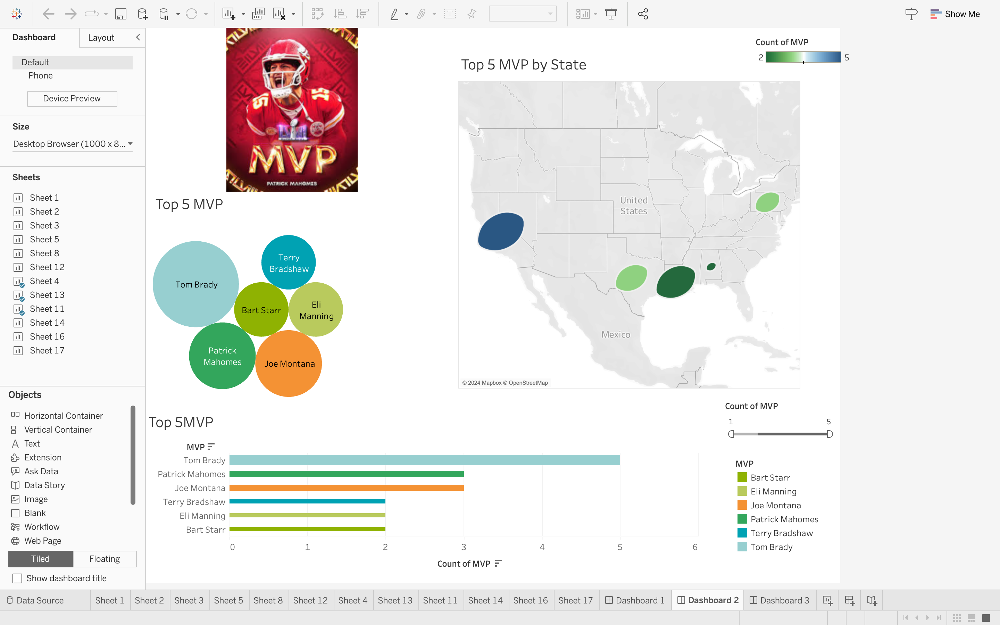 Show Me
Dashboard
Layout
Default
Phone
Device Preview
Size
Desktop Browser (1000 x 8...
Sheets
Sheet 1
Sheet 2
Sheet 3
Sheet 5
Sheet 8
Sheet 12
Sheet 4
Sheet 13
Sheet 11
Sheet 14
Sheet 16
Sheet 17
Objects
Horizontal Container
Vertical Container
Text
Extension
Ask Data
Data Story
Image
Blank
Workflow
Web Page
Tiled
Floating
Show dashboard title
15
15
LVIII
MVP
PATRICK MAHOMES
Top 5 MVP
Tom Brady
Terry
Bradshaw
Bart Starr
Eli
Manning
Patrick
Mahomes
Joe Montana
Count of MVP
2
5
Top 5 MVP by State
United
States
Mexico
© 2024 Mapbox © OpenStreetMap
Top 5MVP
MVP
Tom Brady
Patrick Mahomes
Joe Montana
Terry Bradshaw
Eli Manning
Bart Starr
0 1 2 3 4 5 6
Count of MVP
Count of MVP
1
5
MVP
Bart Starr
Eli Manning
Joe Montana
Patrick Mahomes
Terry Bradshaw
Tom Brady
Data Source
Sheet 1
Sheet 2
Sheet 3
Sheet 5
Sheet 8
Sheet 12
Sheet 4
Sheet 13
Sheet 11
Sheet 14
Sheet 16
Sheet 17
Dashboard 1
Dashboard 2
Dashboard 3